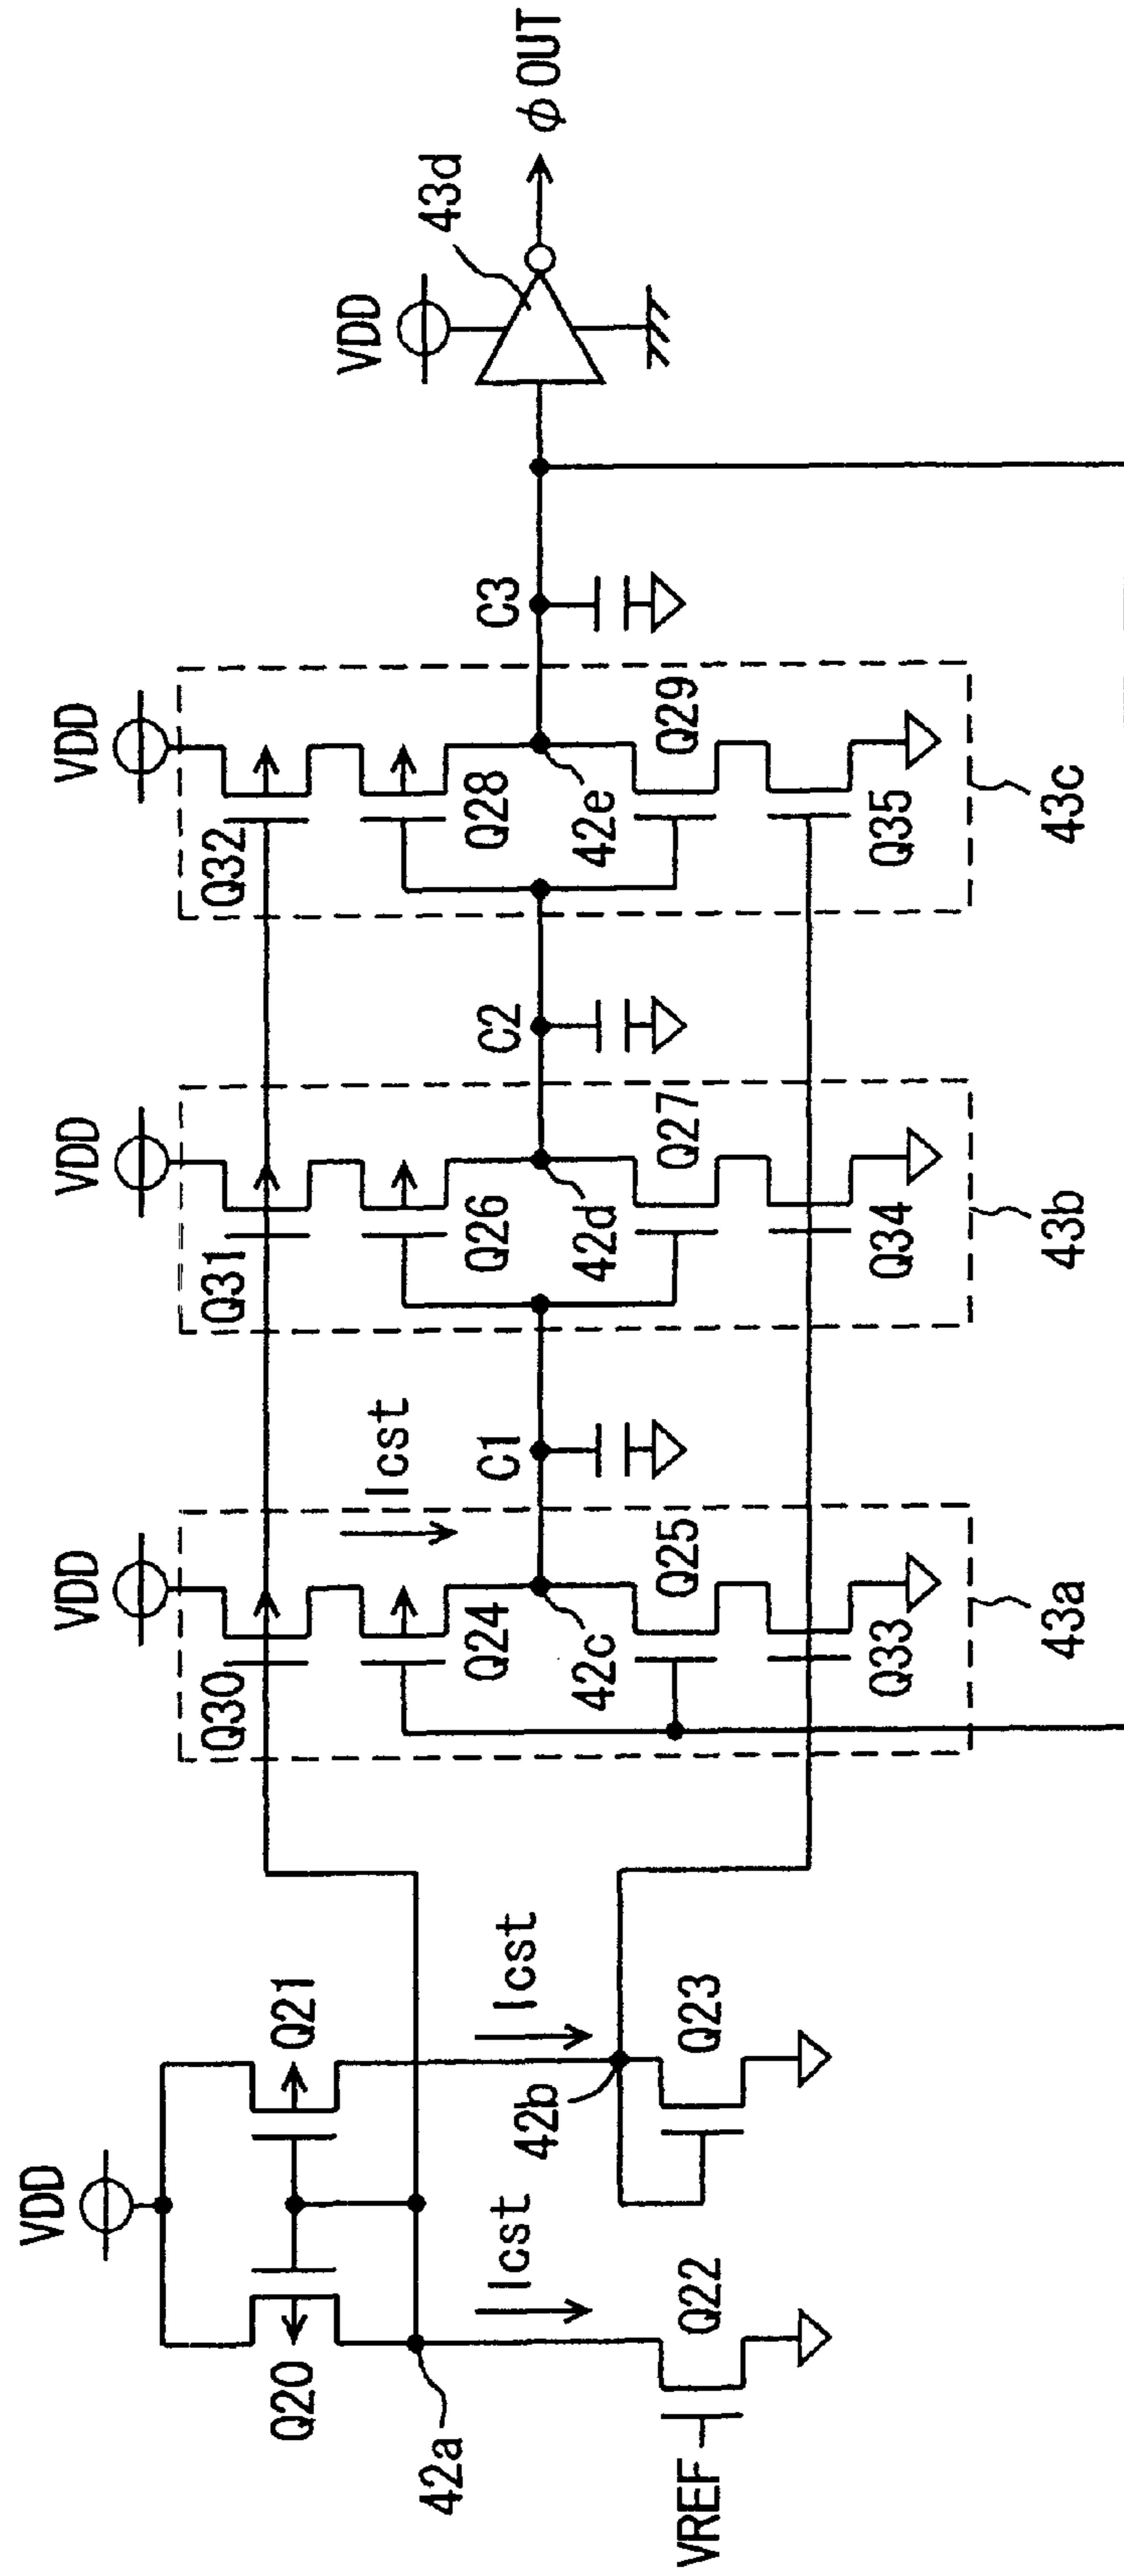 VDD
Q20
Q21
42a
Icst
Icst
42b
VREF
Q22
Q23
VDD
Q30
Icst
Q24
42c
C1
Q25
Q33
43a
VDD
Q31
Q26
42d
C2
Q27
Q34
43b
VDD
Q32
Q28
42e
C3
Q29
Q35
43c
VDD
43d
φ OUT